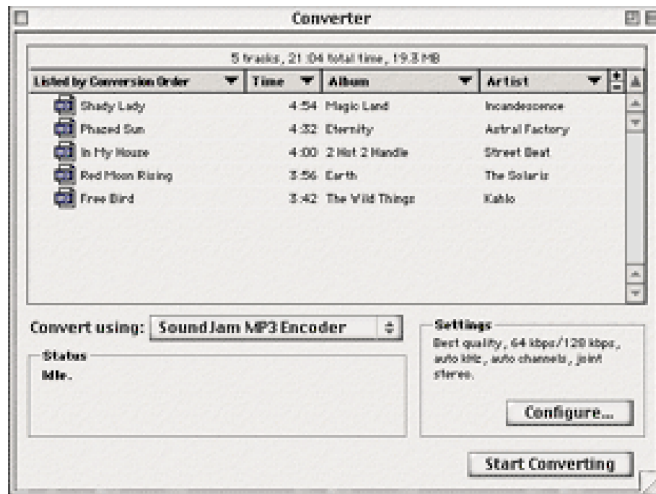 Converter
5 tracks, 21:04 total time, 19.3 MB
Listed by Conversion Order Time Album Artist
Shady Lady 4:54 Magic Land Incandescence
Phazed Sun 4:32 Eternity Astral Factory
In My House 4:00 2 Hot 2 Handle Street Beat
Red Moon Rising 3:56 Earth The Solaris
Free Bird 3:42 The Wild Things Kahlo
Convert using: SoundJam MP3 Encoder
Status
Idle.
Settings
Best quality, 64 kbps/128 kbps,
auto kHz, auto channels, joint
stereo.
Configure...
Start Converting